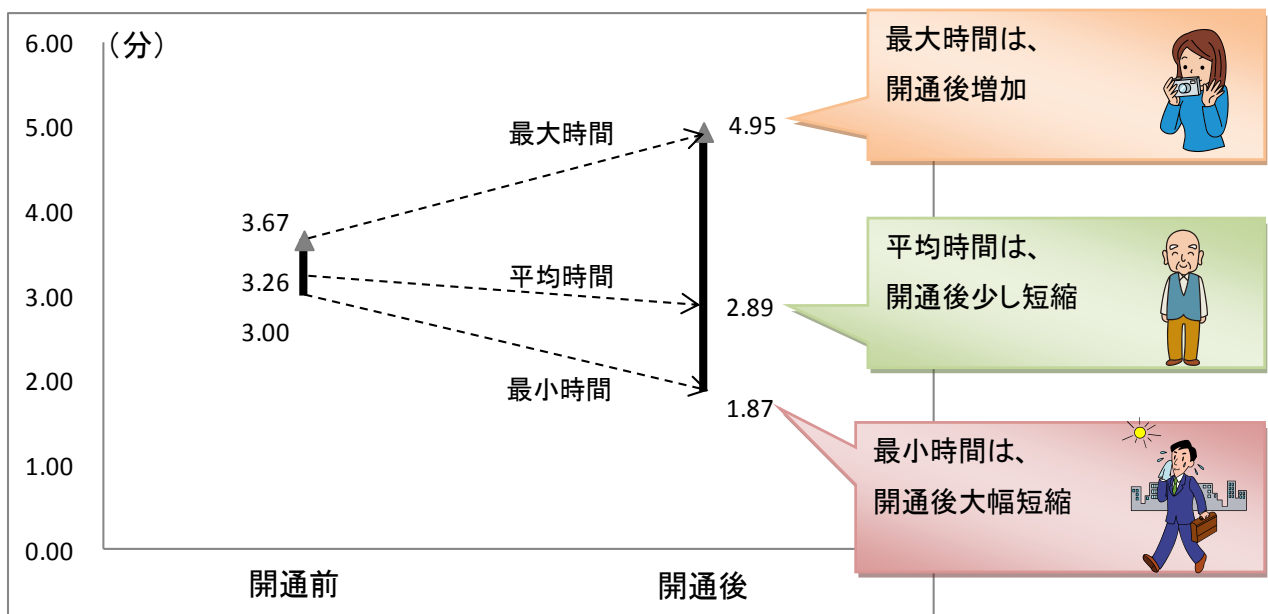 （分）
6.00
5.00
4.00
3.00
2.00
1.00
0.00
3.67
3.26
3.00
最大時間
平均時間
最小時間
4.95
2.89
1.87
開通前
開通後
最大時間は、
開通後増加
平均時間は、
開通後少し短縮
最小時間は、
開通後大幅短縮